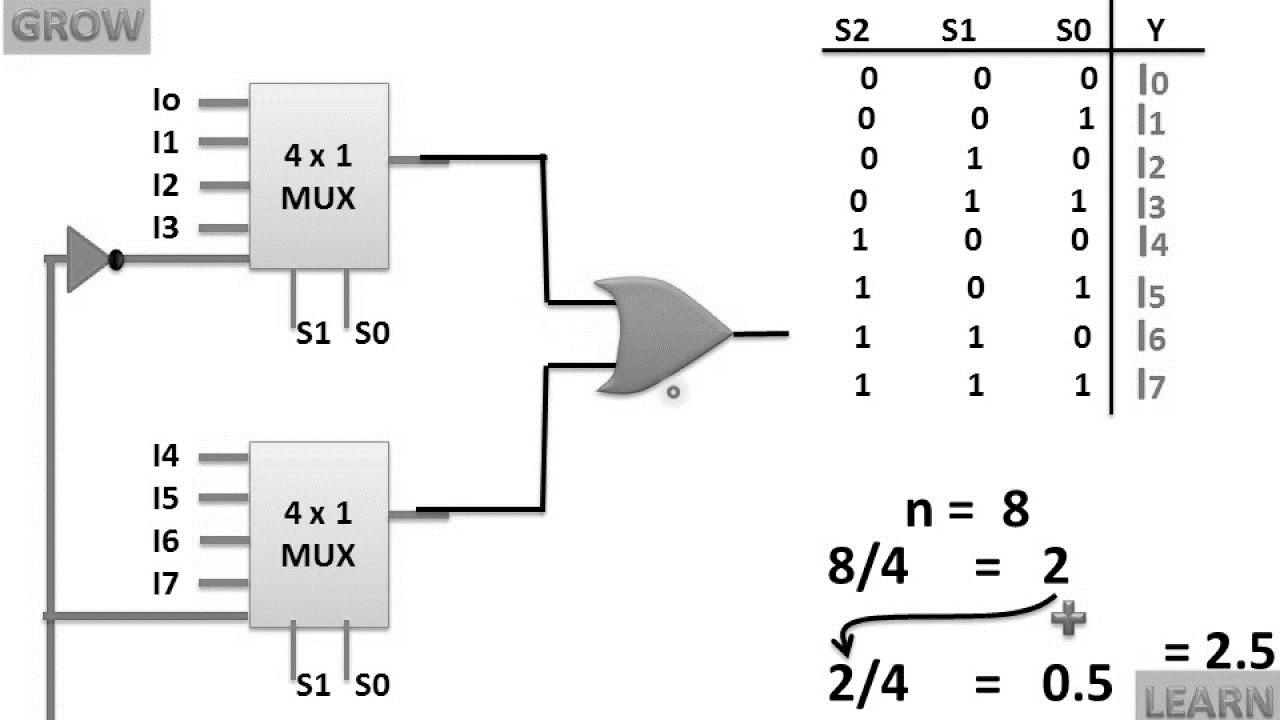 GROW
Io
I1
I2
I3
4 x 1
MUX
S1 S0
I4
I5
I6
I7
4 x 1
MUX
S1 S0
S2 S1 S0 Y
0 0 0 I0
0 0 1 I1
0 1 0 I2
0 1 1 I3
1 0 0 I4
1 0 1 I5
1 1 0 I6
1 1 1 I7
n = 8
8/4 = 2
+
2/4 = 0.5
= 2.5
LEARN